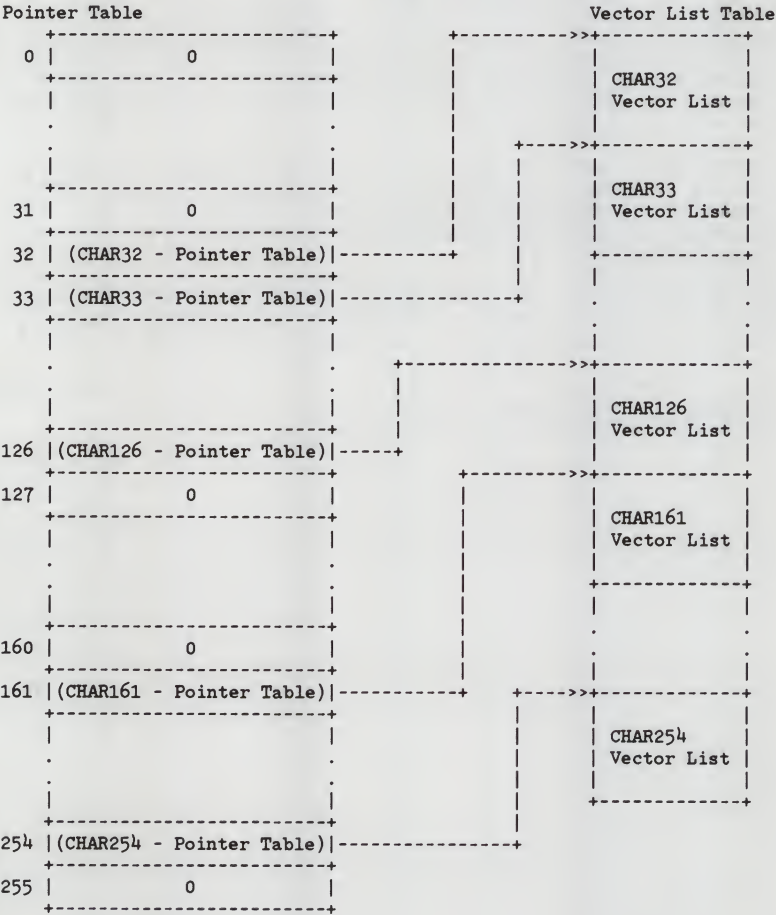 Pointer Table Vector List Table
0 0
CHAR32
Vector List
CHAR33
31 0 Vector List
32 (CHAR32 - Pointer Table)
33 (CHAR33 - Pointer Table)
CHAR126
Vector List
126 (CHAR126 - Pointer Table)
127 0
CHAR161
Vector List
160 0
161 (CHAR161 - Pointer Table)
CHAR254
Vector List
254 (CHAR254 - Pointer Table)
255 0